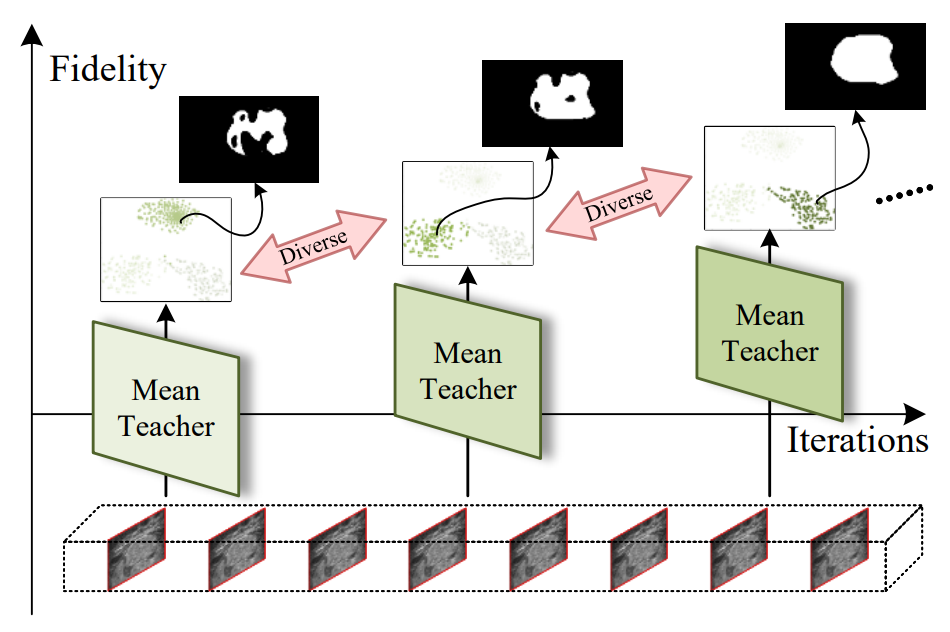 Fidelity
Diverse
Diverse
Mean
Teacher
Mean
Teacher
Mean
Teacher
Iterations